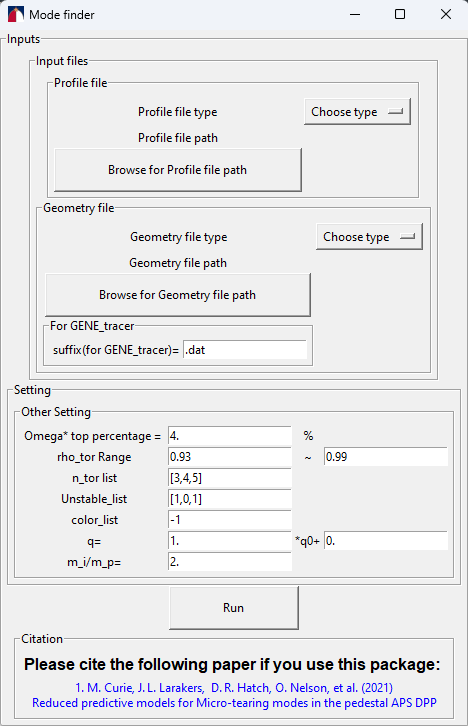 Mode finder
Inputs
Input files
Profile file
Profile file type Choose type
Profile file path
Browse for Profile file path
Geometry file
Geometry file type Choose type
Geometry file path
Browse for Geometry file path
For GENE_tracer
suffix(for GENE_tracer)= .dat
Setting
Other Setting
Omega* top percentage = 4. %
rho_tor Range 0.93 ~ 0.99
n_tor list [3,4,5]
Unstable_list [1,0,1]
color_list -1
q= 1. *q0+ 0.
m_i/m_p= 2.
Run
Citation
Please cite the following paper if you use this package:
1. M. Curie, J. L. Larakers, D. R. Hatch, O. Nelson, et al. (2021)
Reduced predictive models for Micro-tearing modes in the pedestal APS DPP